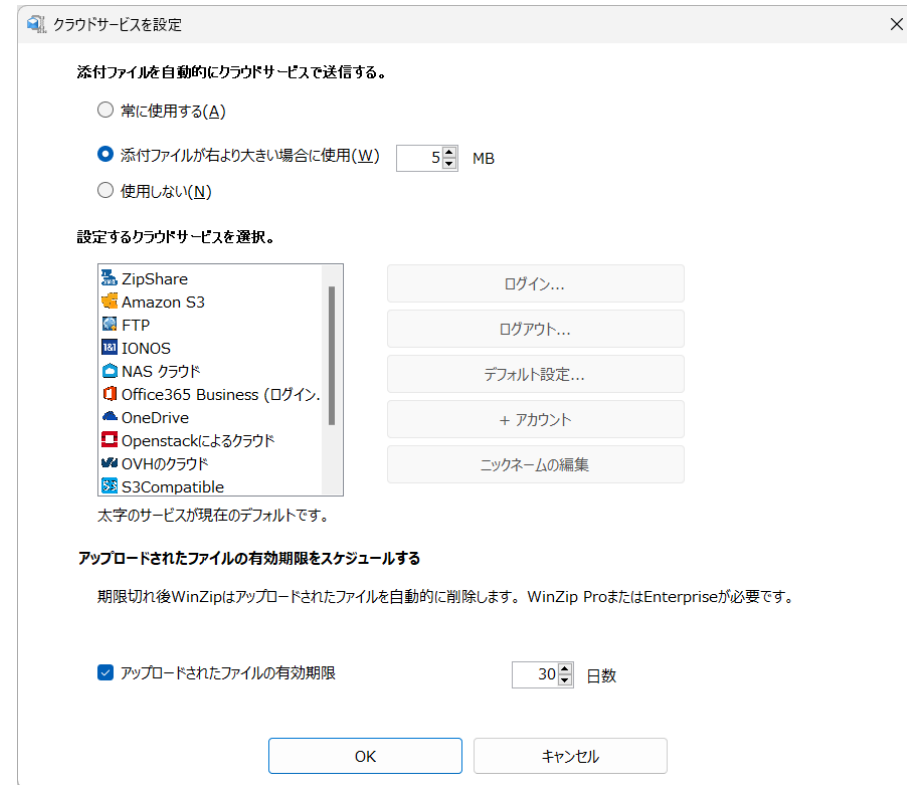 クラウドサービスを設定
添付ファイルを自動的にクラウドサービスで送信する。
常に使用する(A)
添付ファイルが右より大きい場合に使用(W) 5 MB
使用しない(N)
設定するクラウドサービスを選択。
ZipShare
Amazon S3
FTP
1&1 IONOS
NAS クラウド
Office365 Business (ログイン.
OneDrive
Openstackによるクラウド
OVHのクラウド
S3Compatible
ログイン...
ログアウト...
デフォルト設定...
+ アカウント
ニックネームの編集
太字のサービスが現在のデフォルトです。
アップロードされたファイルの有効期限をスケジュールする
期限切れ後WinZipはアップロードされたファイルを自動的に削除します。WinZip ProまたはEnterpriseが必要です。
アップロードされたファイルの有効期限 30 日数
OK キャンセル